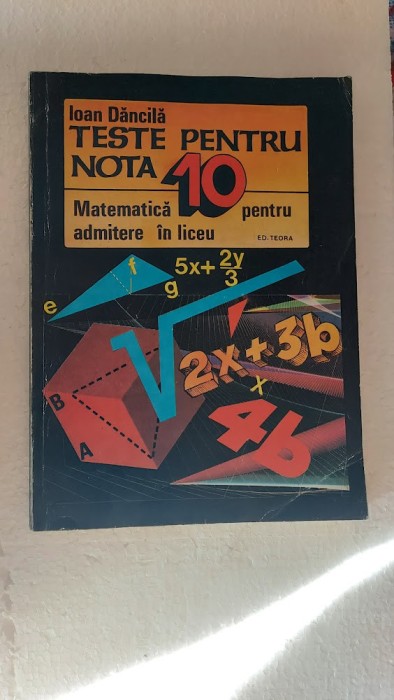 Ioan Dăncilă
TESTE PENTRU
NOTA 10
Matematică pentru
admitere în liceu
ED. TEORA
f
e
g
5x+ 2y
3
2x+3b
x
4b
B
A